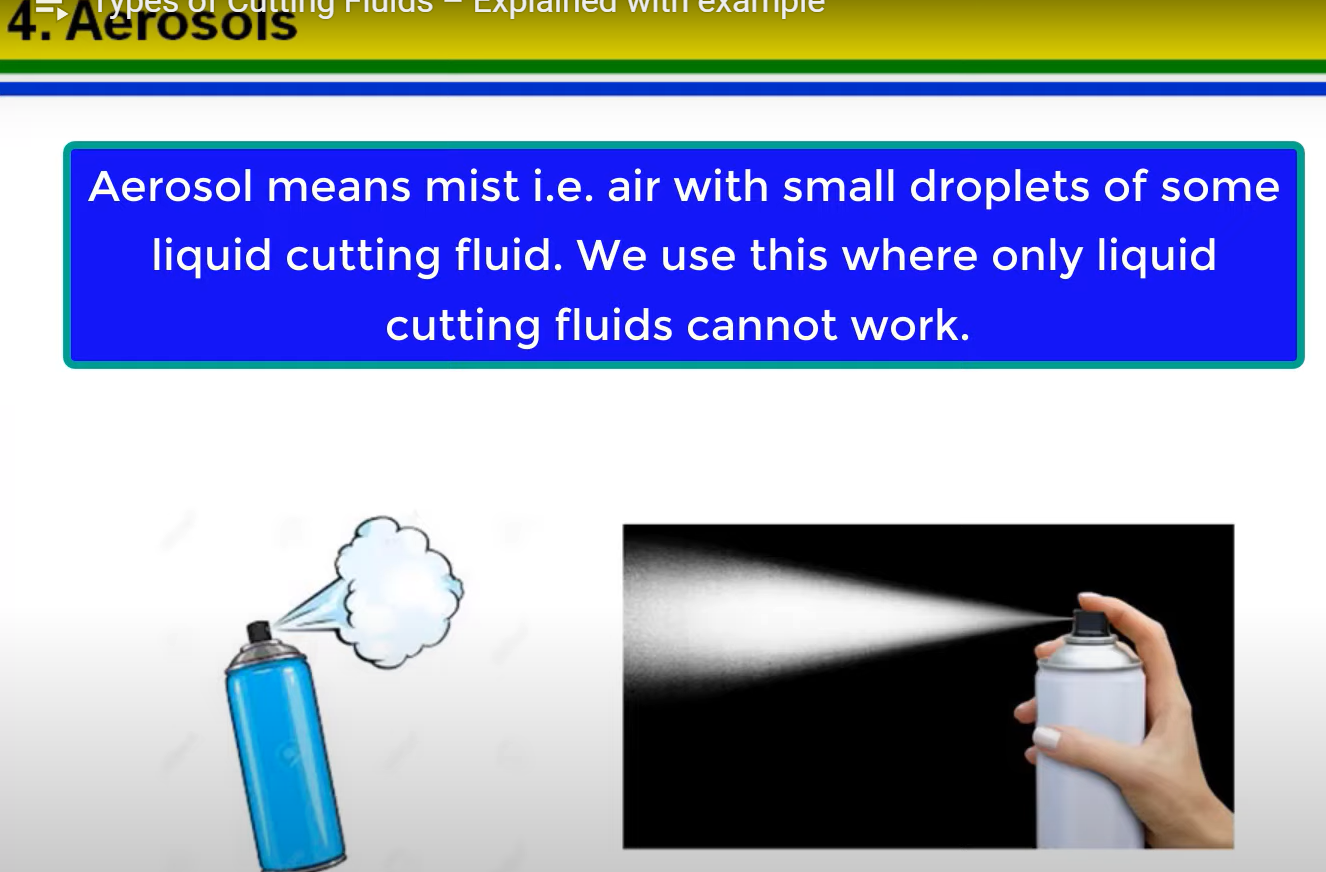 Types of Cutting Fluids – Explained with example
4. Aerosols
Aerosol means mist i.e. air with small droplets of some
liquid cutting fluid. We use this where only liquid
cutting fluids cannot work.